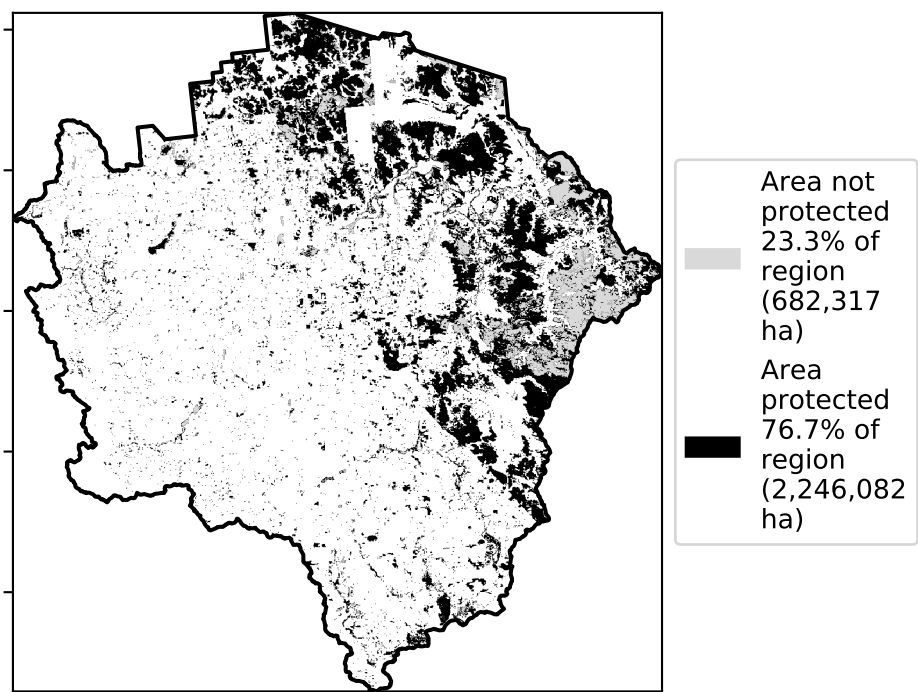 Area not
protected
23.3% of
region
(682,317
ha)
Area
protected
76.7% of
region
(2,246,082
ha)